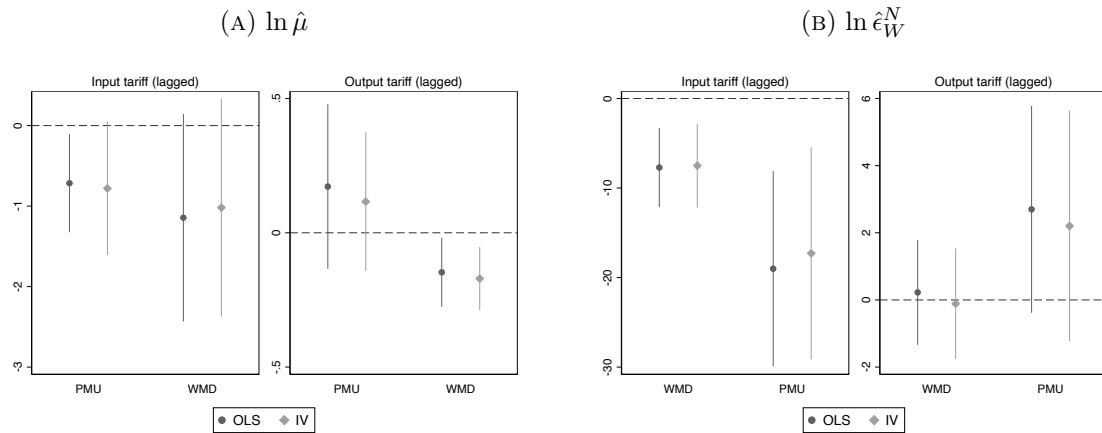 (A) ln μ̂
(B) ln ε̂_W^N
Input tariff (lagged)
Output tariff (lagged)
0
-1
-2
-3
.5
0
-.5
PMU
WMD
PMU
WMD
OLS
IV
Input tariff (lagged)
Output tariff (lagged)
0
-10
-20
-30
6
4
2
0
-2
WMD
PMU
WMD
PMU
OLS
IV